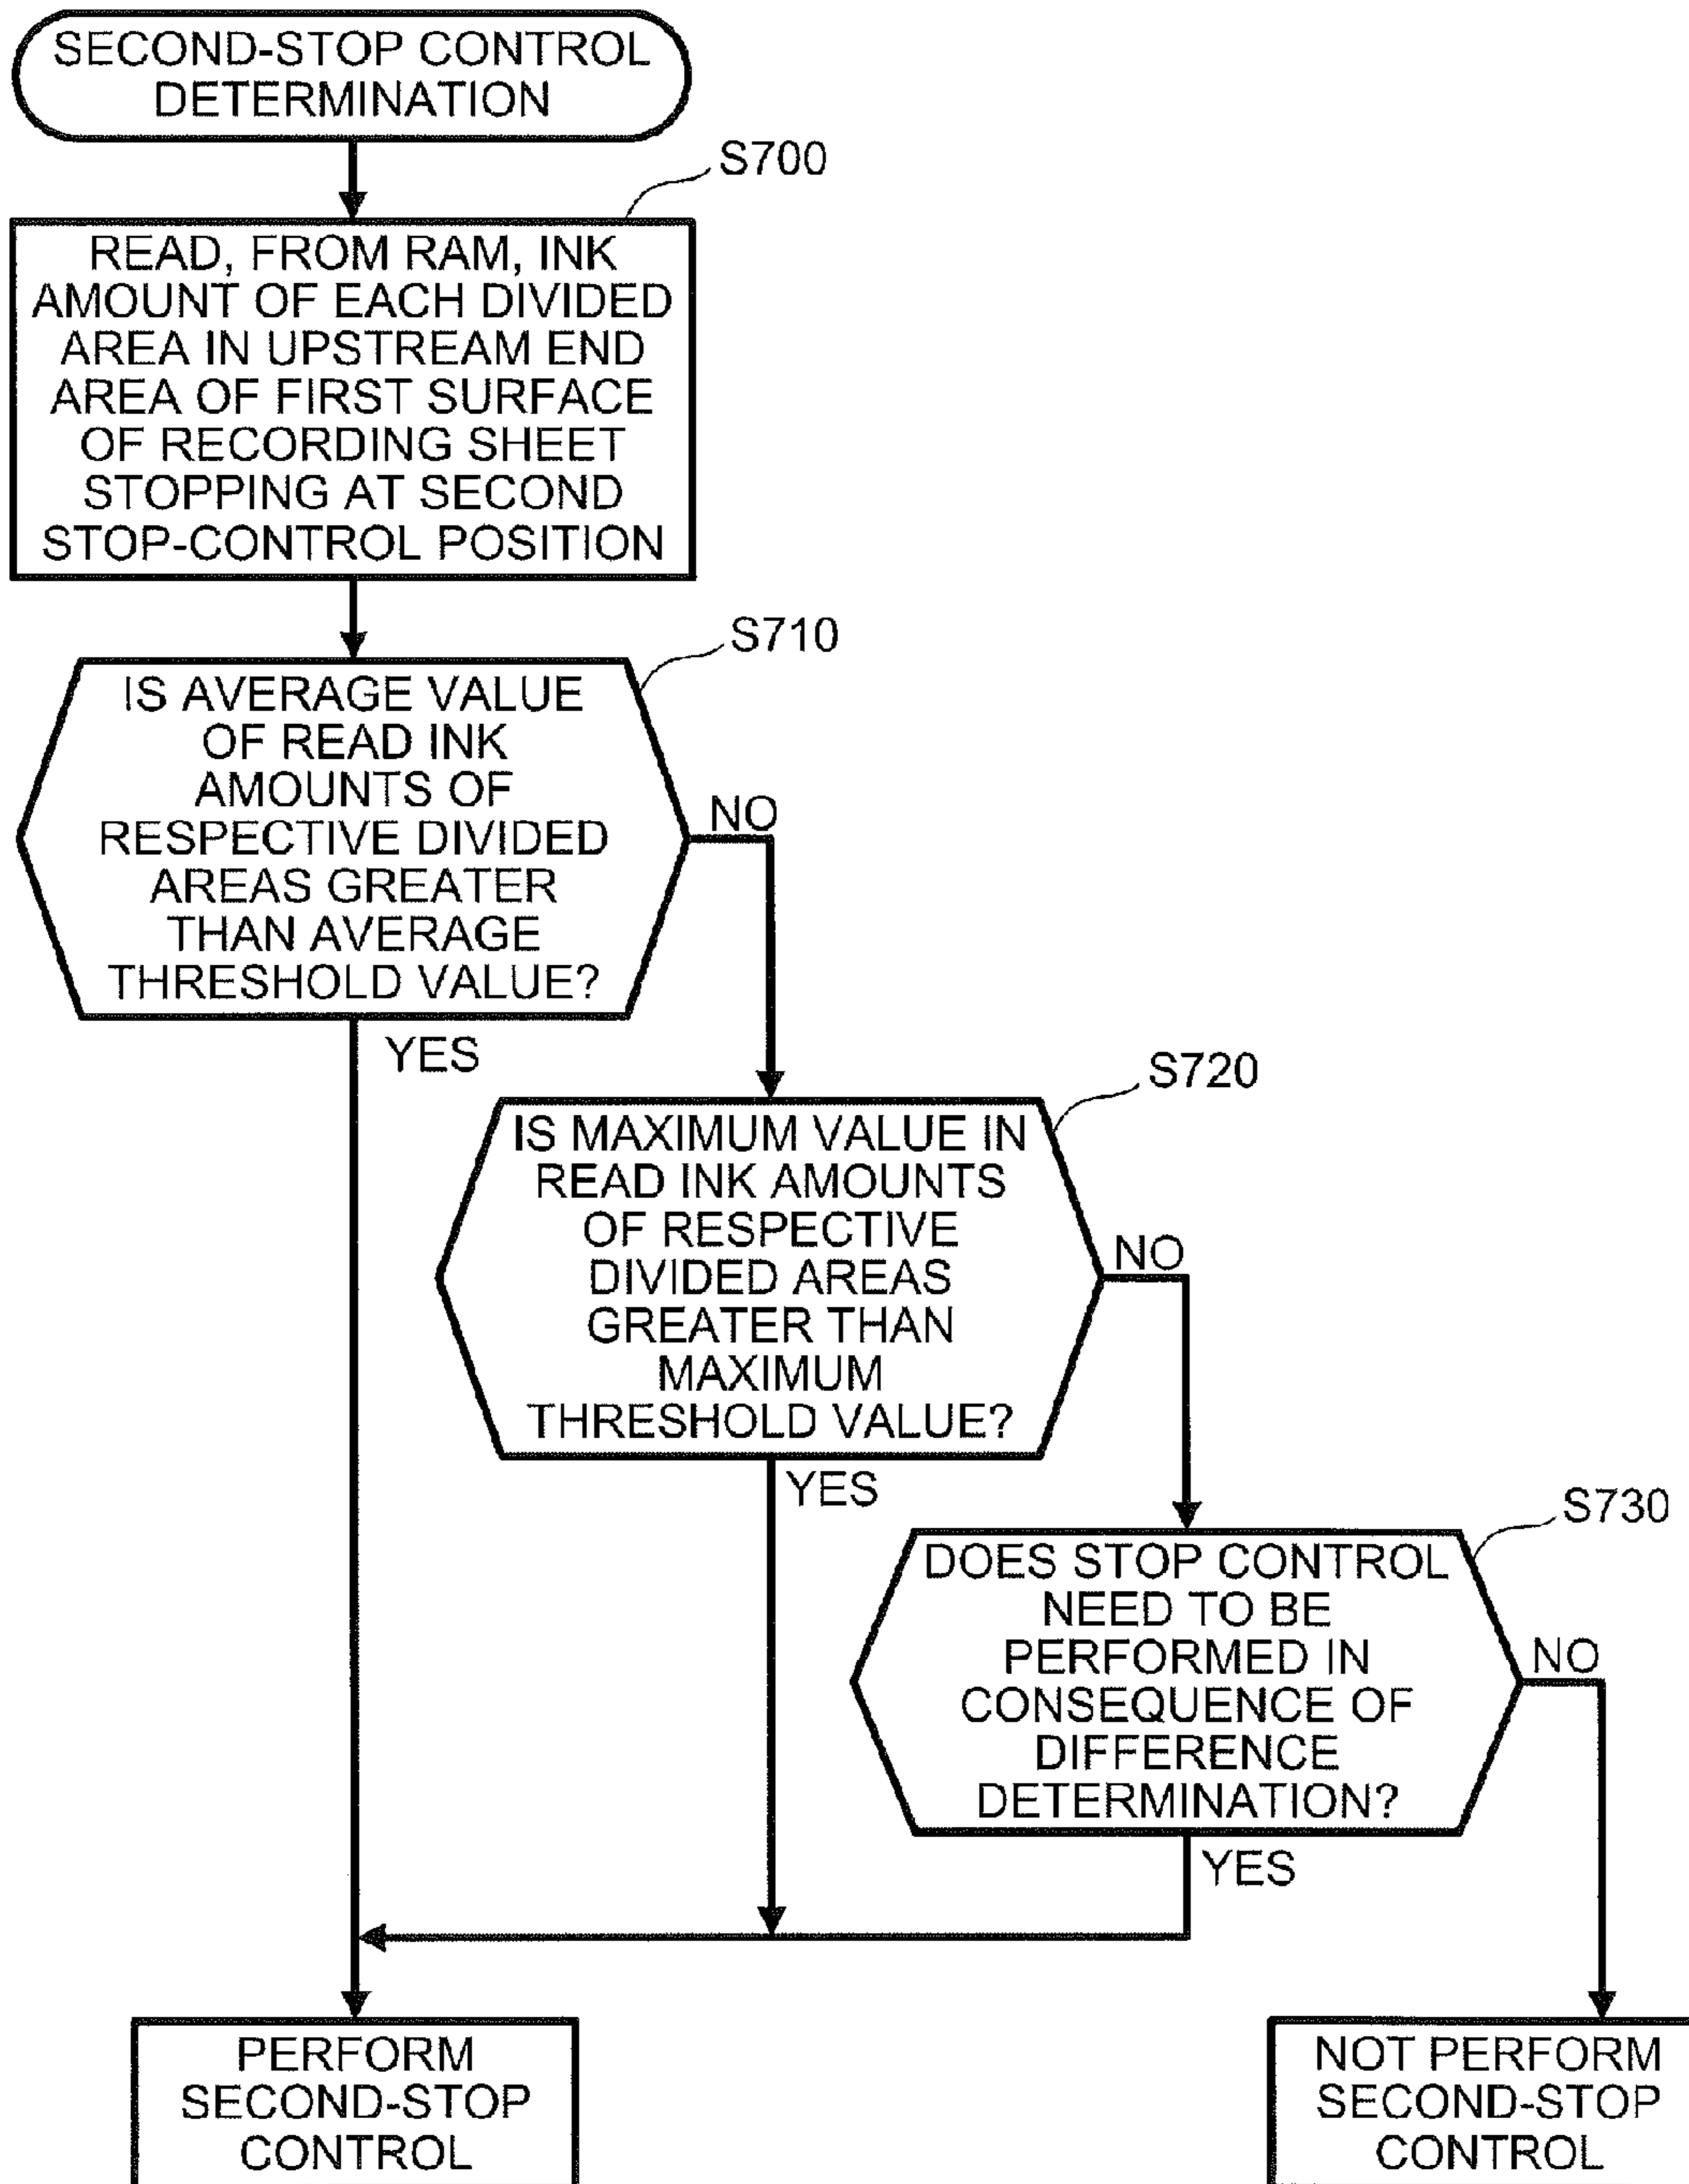 SECOND-STOP CONTROL
DETERMINATION
S700
READ, FROM RAM, INK
AMOUNT OF EACH DIVIDED
AREA IN UPSTREAM END
AREA OF FIRST SURFACE
OF RECORDING SHEET
STOPPING AT SECOND
STOP-CONTROL POSITION
S710
IS AVERAGE VALUE
OF READ INK
AMOUNTS OF
RESPECTIVE DIVIDED
AREAS GREATER
THAN AVERAGE
THRESHOLD VALUE?
NO
YES
S720
IS MAXIMUM VALUE IN
READ INK AMOUNTS
OF RESPECTIVE
DIVIDED AREAS
GREATER THAN
MAXIMUM
THRESHOLD VALUE?
NO
YES
S730
DOES STOP CONTROL
NEED TO BE
PERFORMED IN
CONSEQUENCE OF
DIFFERENCE
DETERMINATION?
NO
YES
PERFORM
SECOND-STOP
CONTROL
NOT PERFORM
SECOND-STOP
CONTROL